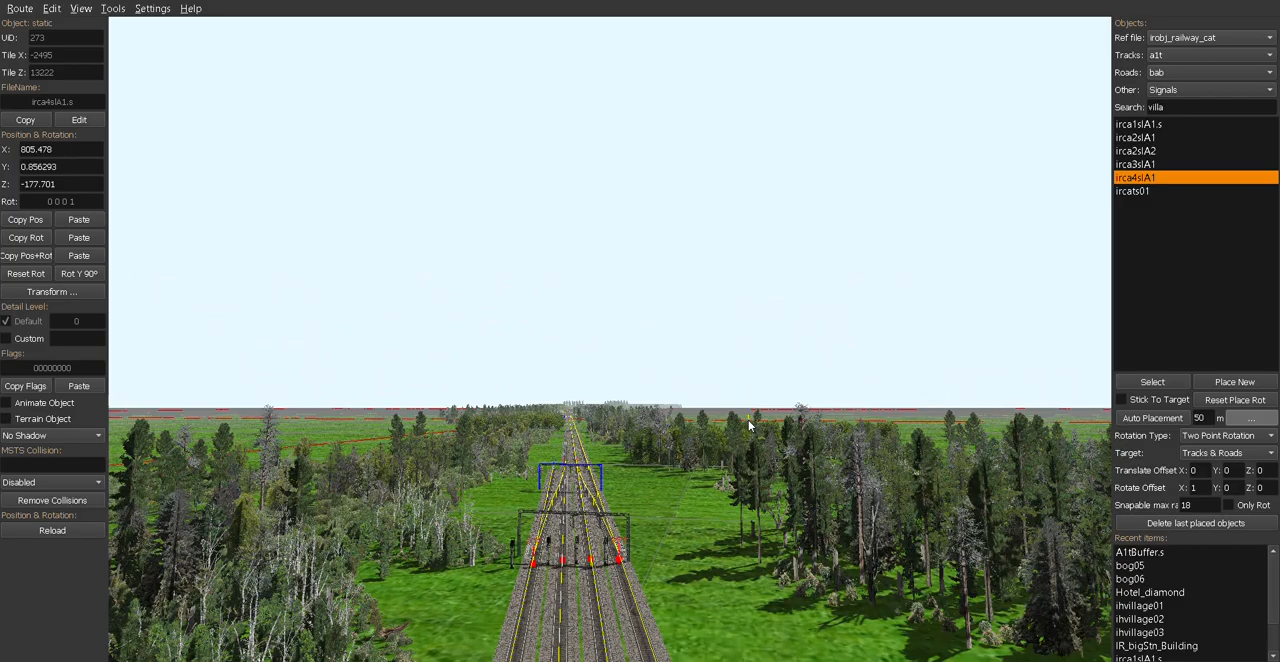 Route Edit View Tools Settings Help
Object: static
UiD: 273
Tile X: -2495
Tile Z: 13222
FileName:
irca4slA1.s
Copy Edit
Position & Rotation:
X: 805.478
Y: 0.856293
Z: -177.701
Rot: 0 0 0 1
Copy Pos Paste
Copy Rot Paste
Copy Pos+Rot Paste
Reset Rot Rot Y 90°
Transform ...
Detail Level:
Default 0
Custom
Flags:
00000000
Copy Flags Paste
Animate Object
Terrain Object
No Shadow
MSTS Collision:
Disabled
Remove Collisions
Position & Rotation:
Reload
Objects:
Ref file: irobj_railway_cat
Tracks: a1t
Roads: bab
Other: Signals
Search: villa
irca1slA1.s
irca2slA1
irca2slA2
irca3slA1
irca4slA1
ircats01
Select Place New
Stick To Target Reset Place Rot
Auto Placement 50 m ...
Rotation Type: Two Point Rotation
Target: Tracks & Roads
Translate Offset X: 0 Y: 0 Z: 0
Rotate Offset X: 1 Y: 0 Z: 0
Snapable max ra 18 Only Rot
Delete last placed objects
Recent items:
A1tBuffer.s
bog05
bog06
Hotel_diamond
ihvillage01
ihvillage02
ihvillage03
IR_bigStn_Building
irca1slA1.s